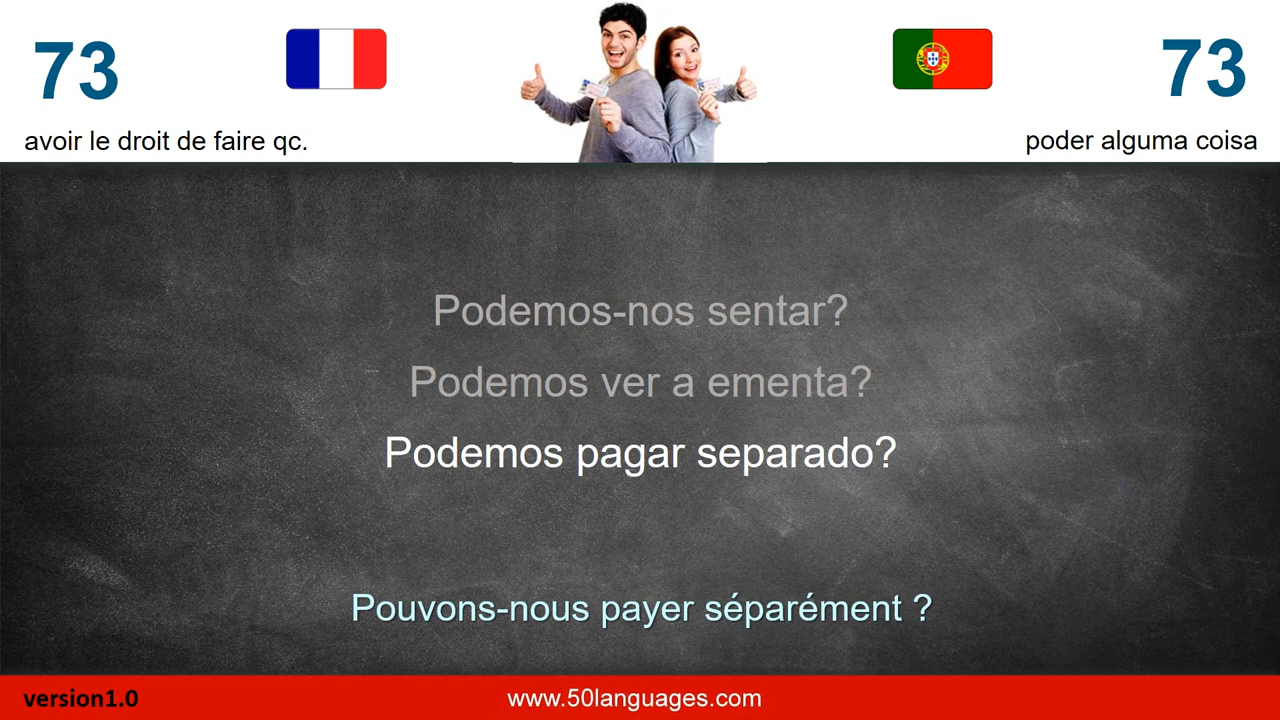 73
73
avoir le droit de faire qc.
poder alguma coisa
Podemos-nos sentar?
Podemos ver a ementa?
Podemos pagar separado?
Pouvons-nous payer séparément ?
version1.0
www.50languages.com